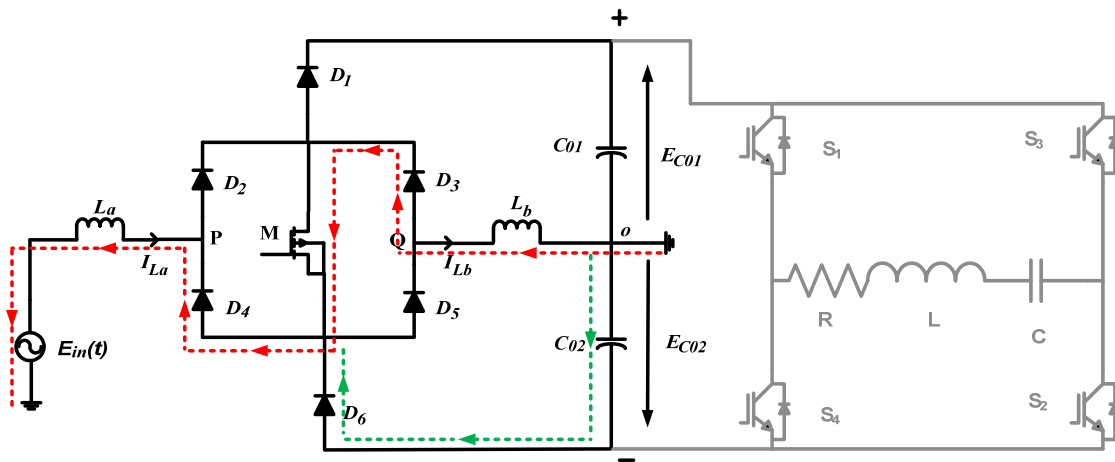 +
D1
C01
EC01
S1
S3
D2
D3
La
Lb
P
M
Q
o
ILa
ILb
D4
D5
R
L
C
Ein(t)
C02
EC02
D6
S4
S2
−